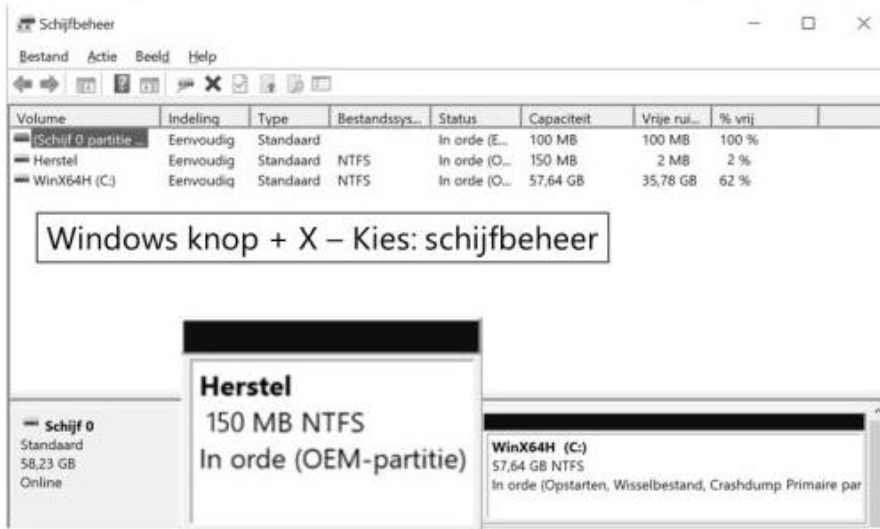 Schijfbeheer
Bestand Actie Beeld Help
Volume Indeling Type Bestandssys... Status Capaciteit Vrije rui... % vrij
(Schijf 0 partitie ... Eenvoudig Standaard In orde (E... 100 MB 100 MB 100 %
Herstel Eenvoudig Standaard NTFS In orde (O... 150 MB 2 MB 2 %
WinX64H (C:) Eenvoudig Standaard NTFS In orde (O... 57,64 GB 35,78 GB 62 %
Windows knop + X – Kies: schijfbeheer
Herstel
150 MB NTFS
In orde (OEM-partitie)
Schijf 0
Standaard
58,23 GB
Online
WinX64H (C:)
57,64 GB NTFS
In orde (Opstarten, Wisselbestand, Crashdump Primaire par